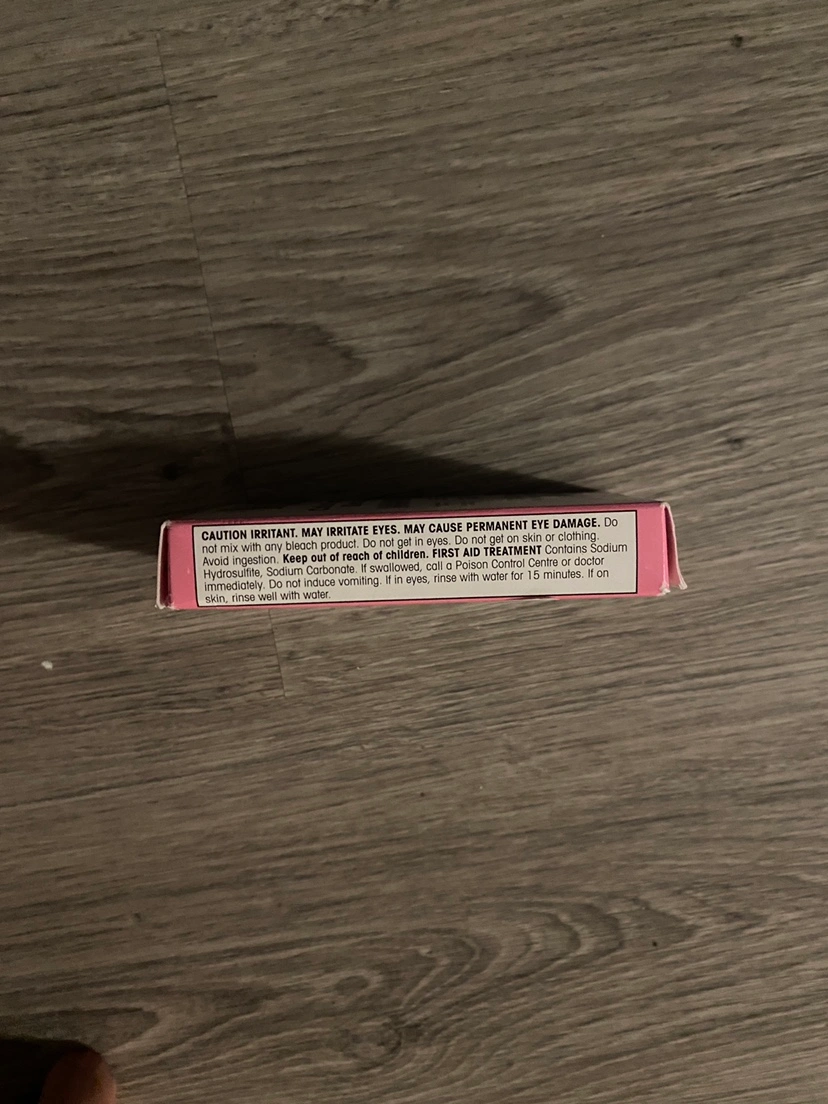 CAUTION IRRITANT. MAY IRRITATE EYES. MAY CAUSE PERMANENT EYE DAMAGE. Do
not mix with any bleach product. Do not get in eyes. Do not get on skin or clothing.
Avoid ingestion. Keep out of reach of children. FIRST AID TREATMENT Contains Sodium
Hydrosulfite, Sodium Carbonate. If swallowed, call a Poison Control Centre or doctor
immediately. Do not induce vomiting. If in eyes, rinse with water for 15 minutes. If on
skin, rinse well with water.